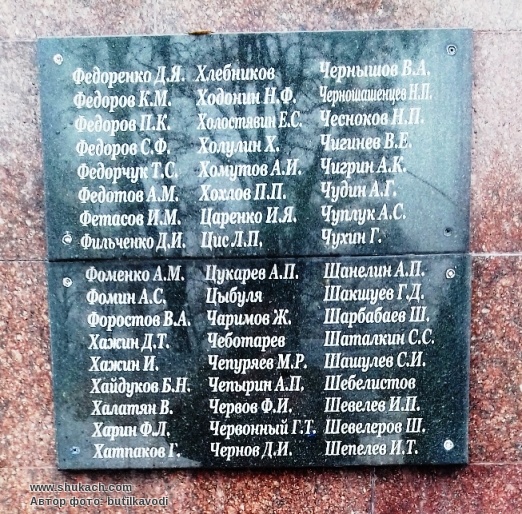 Федоренко Д.Я.
Федоров К.М.
Федоров П.К.
Федоров С.Ф.
Федорчук Т.С.
Федотов А.М.
Фетасов И.М.
Фильченко Д.И.
Фоменко А.М.
Фомин А.С.
Форостов В.А.
Хажин Д.Т.
Хажин И.
Хайдуков Б.Н.
Халатян В.
Харин Ф.Л.
Хатпаков Г.
Хлебников
Ходонин Н.Ф.
Холоставин Е.С.
Холулин Х.
Хомутов А.И.
Хохлов П.П.
Царенко И.Я.
Цис Л.П.
Цукарев А.П.
Цыбуля
Чаримов Ж.
Чеботарев
Чепуряев М.Р.
Чепырин А.П.
Червов Ф.И.
Червонный Г.Т.
Чернов Д.И.
Чернышов В.А.
Черношашенцев Н.П.
Чесноков Н.П.
Чигинев В.Е.
Чигрин А.К.
Чудин А.Г.
Чуплук А.С.
Чухин Г.
Шанелин А.П.
Шакшуев Г.Д.
Шарбабаев Ш.
Шаталкин С.С.
Шашулев С.И.
Шебелистов
Шевелев И.П.
Шевелеров Ш.
Шепелев И.Т.
www.shukach.com
Автор фото: butilkavodi